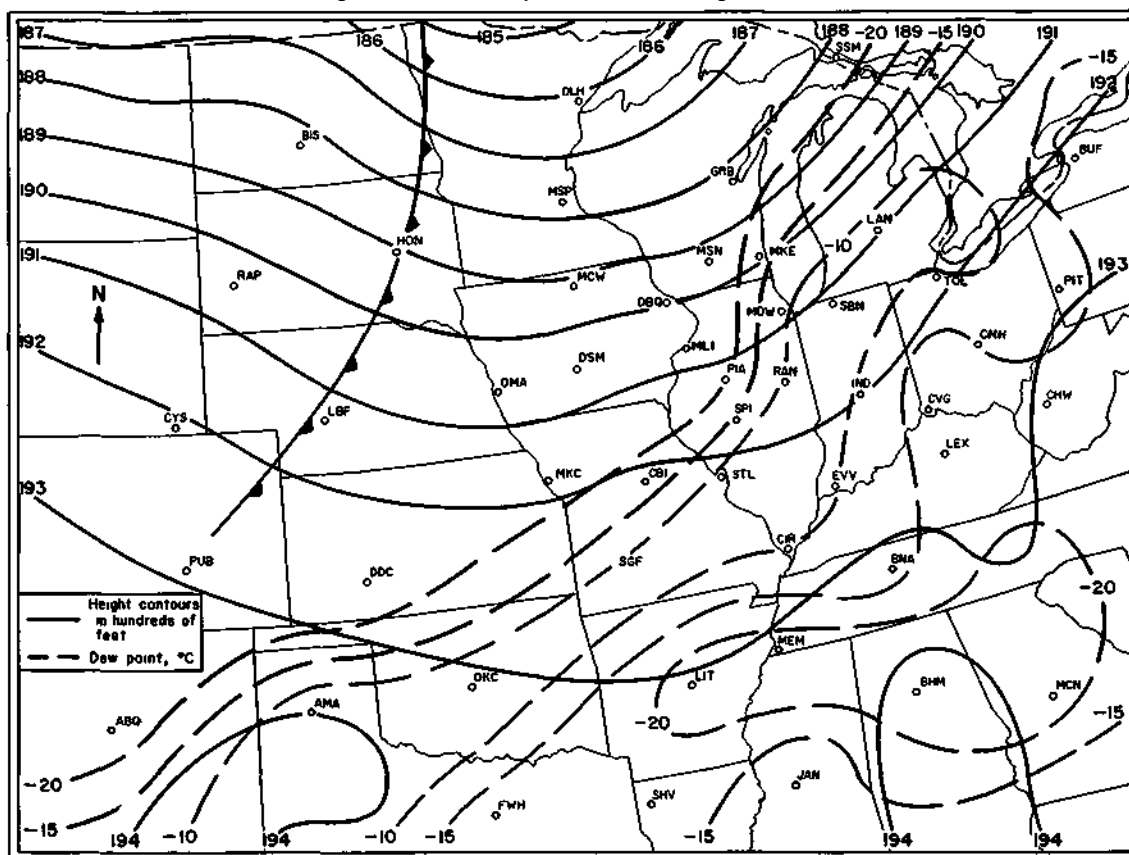 187
186
185
186
187
188
-20
189
-15
190
191
SSM
-15
192
188
DLH
BIS
BUF
189
GRB
MSP
190
LAN
HON
-10
191
MSN
MKE
193
RAP
MCW
TOL
PIT
N
DBQ
MDW
SBN
192
MLI
CMH
DSM
PIA
RAN
OMA
IND
CVG
CHW
CYS
LBF
SPI
LEX
193
MKC
CBI
STL
EVV
CIR
SGF
BNA
PUB
DDC
-20
Height contours
in hundreds of
feet
Dew point, °C
MEM
OKC
LIT
BHM
MCN
AMA
-20
-15
ABQ
-20
JAN
SHV
FWH
-15
194
-10
194
-10
-15
-15
194
194